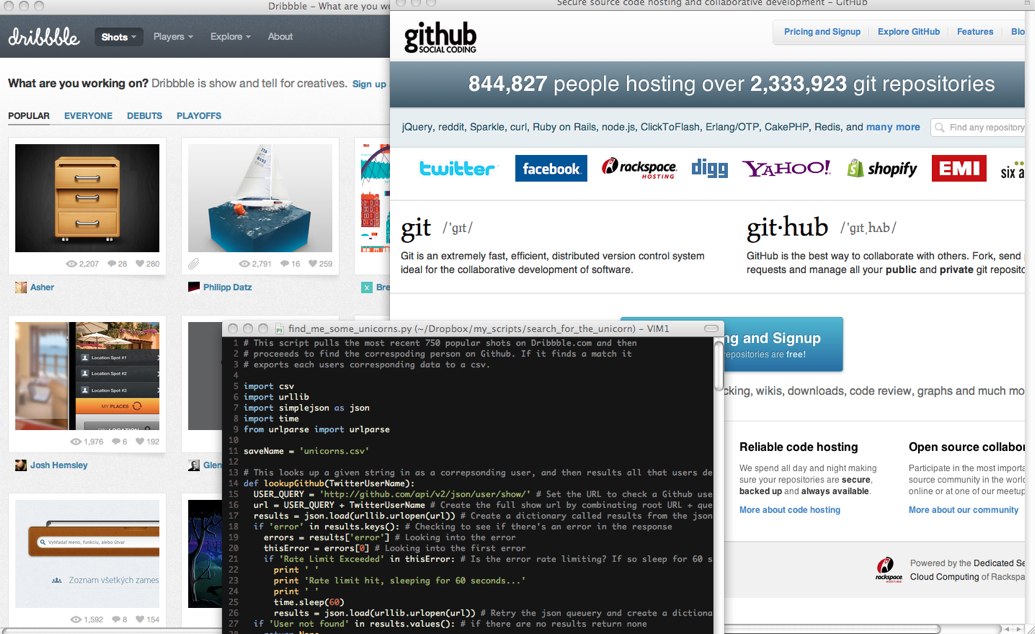 Dribbble – What are you we
dribbble
Shots
Players
Explore
About
What are you working on? Dribbble is show and tell for creatives. Sign up
POPULAR EVERYONE DEBUTS PLAYOFFS
2,207 28 280
Asher
2,791 16 259
Philipp Datz
Bre
Location Spot #1
Location Spot #2
Location Spot #3
MY PLACES
1,976 6 192
Josh Hemsley
Glen
Vyhľadať menu, funkciu, alebo účet
Zoznam všetkých zames
1,592 8 154
Secure source code hosting and collaborative development – GitHub
github
SOCIAL CODING
Pricing and Signup
Explore GitHub
Features
Blo
844,827 people hosting over 2,333,923 git repositories
jQuery, reddit, Sparkle, curl, Ruby on Rails, node.js, ClickToFlash, Erlang/OTP, CakePHP, Redis, and many more
Find any repository
twitter
facebook
rackspace
HOSTING
digg
YAHOO!
shopify
EMI
six a
git /ˈgɪt/
Git is an extremely fast, efficient, distributed version control system
ideal for the collaborative development of software.
git·hub /ˈgɪtˌhʌb/
GitHub is the best way to collaborate with others. Fork, send
requests and manage all your public and private git reposito
ng and Signup
repositories are free!
cking, wikis, downloads, code review, graphs and much mo
Reliable code hosting
We spend all day and night making
sure your repositories are secure,
backed up and always available.
More about code hosting
Open source collabor
Participate in the most importa
source community in the world
online or at one of our meetup
More about our community
rackspace
HOSTING
Powered by the Dedicated Se
Cloud Computing of Rackspa
find_me_some_unicorns.py (~/Dropbox/my_scripts/search_for_the_unicorn) – VIM1
1 # This script pulls the most recent 750 popular shots on Dribbble.com and then
2 # proceeeds to find the correspoding person on Github. If it finds a match it
3 # exports each users corresponding data to a csv.
4
5 import csv
6 import urllib
7 import simplejson as json
8 import time
9 from urlparse import urlparse
10
11 saveName = 'unicorns.csv'
12
13 # This looks up a given string in as a correpsonding user, and then results all that users de
14 def lookupGithub(TwitterUserName):
15 USER_QUERY = 'http://github.com/api/v2/json/user/show/' # Set the URL to check a Github use
16 url = USER_QUERY + TwitterUserName # Create the full show url by combinating root URL + que
17 results = json.load(urllib.urlopen(url)) # Create a dictionary called results from the json
18 if 'error' in results.keys(): # Checking to see if there's an error in the response
19 errors = results['error'] # Looking into the error
20 thisError = errors[0] # Looking into the first error
21 if 'Rate Limit Exceeded' in thisError: # Is the error rate limiting? If so sleep for 60 s
22 print ' '
23 print 'Rate limit hit, sleeping for 60 seconds...'
24 print ' '
25 time.sleep(60)
26 results = json.load(urllib.urlopen(url)) # Retry the json queuery and create a dictiona
27 if 'User not found' in results.values(): # if there are no results return none
28 return None